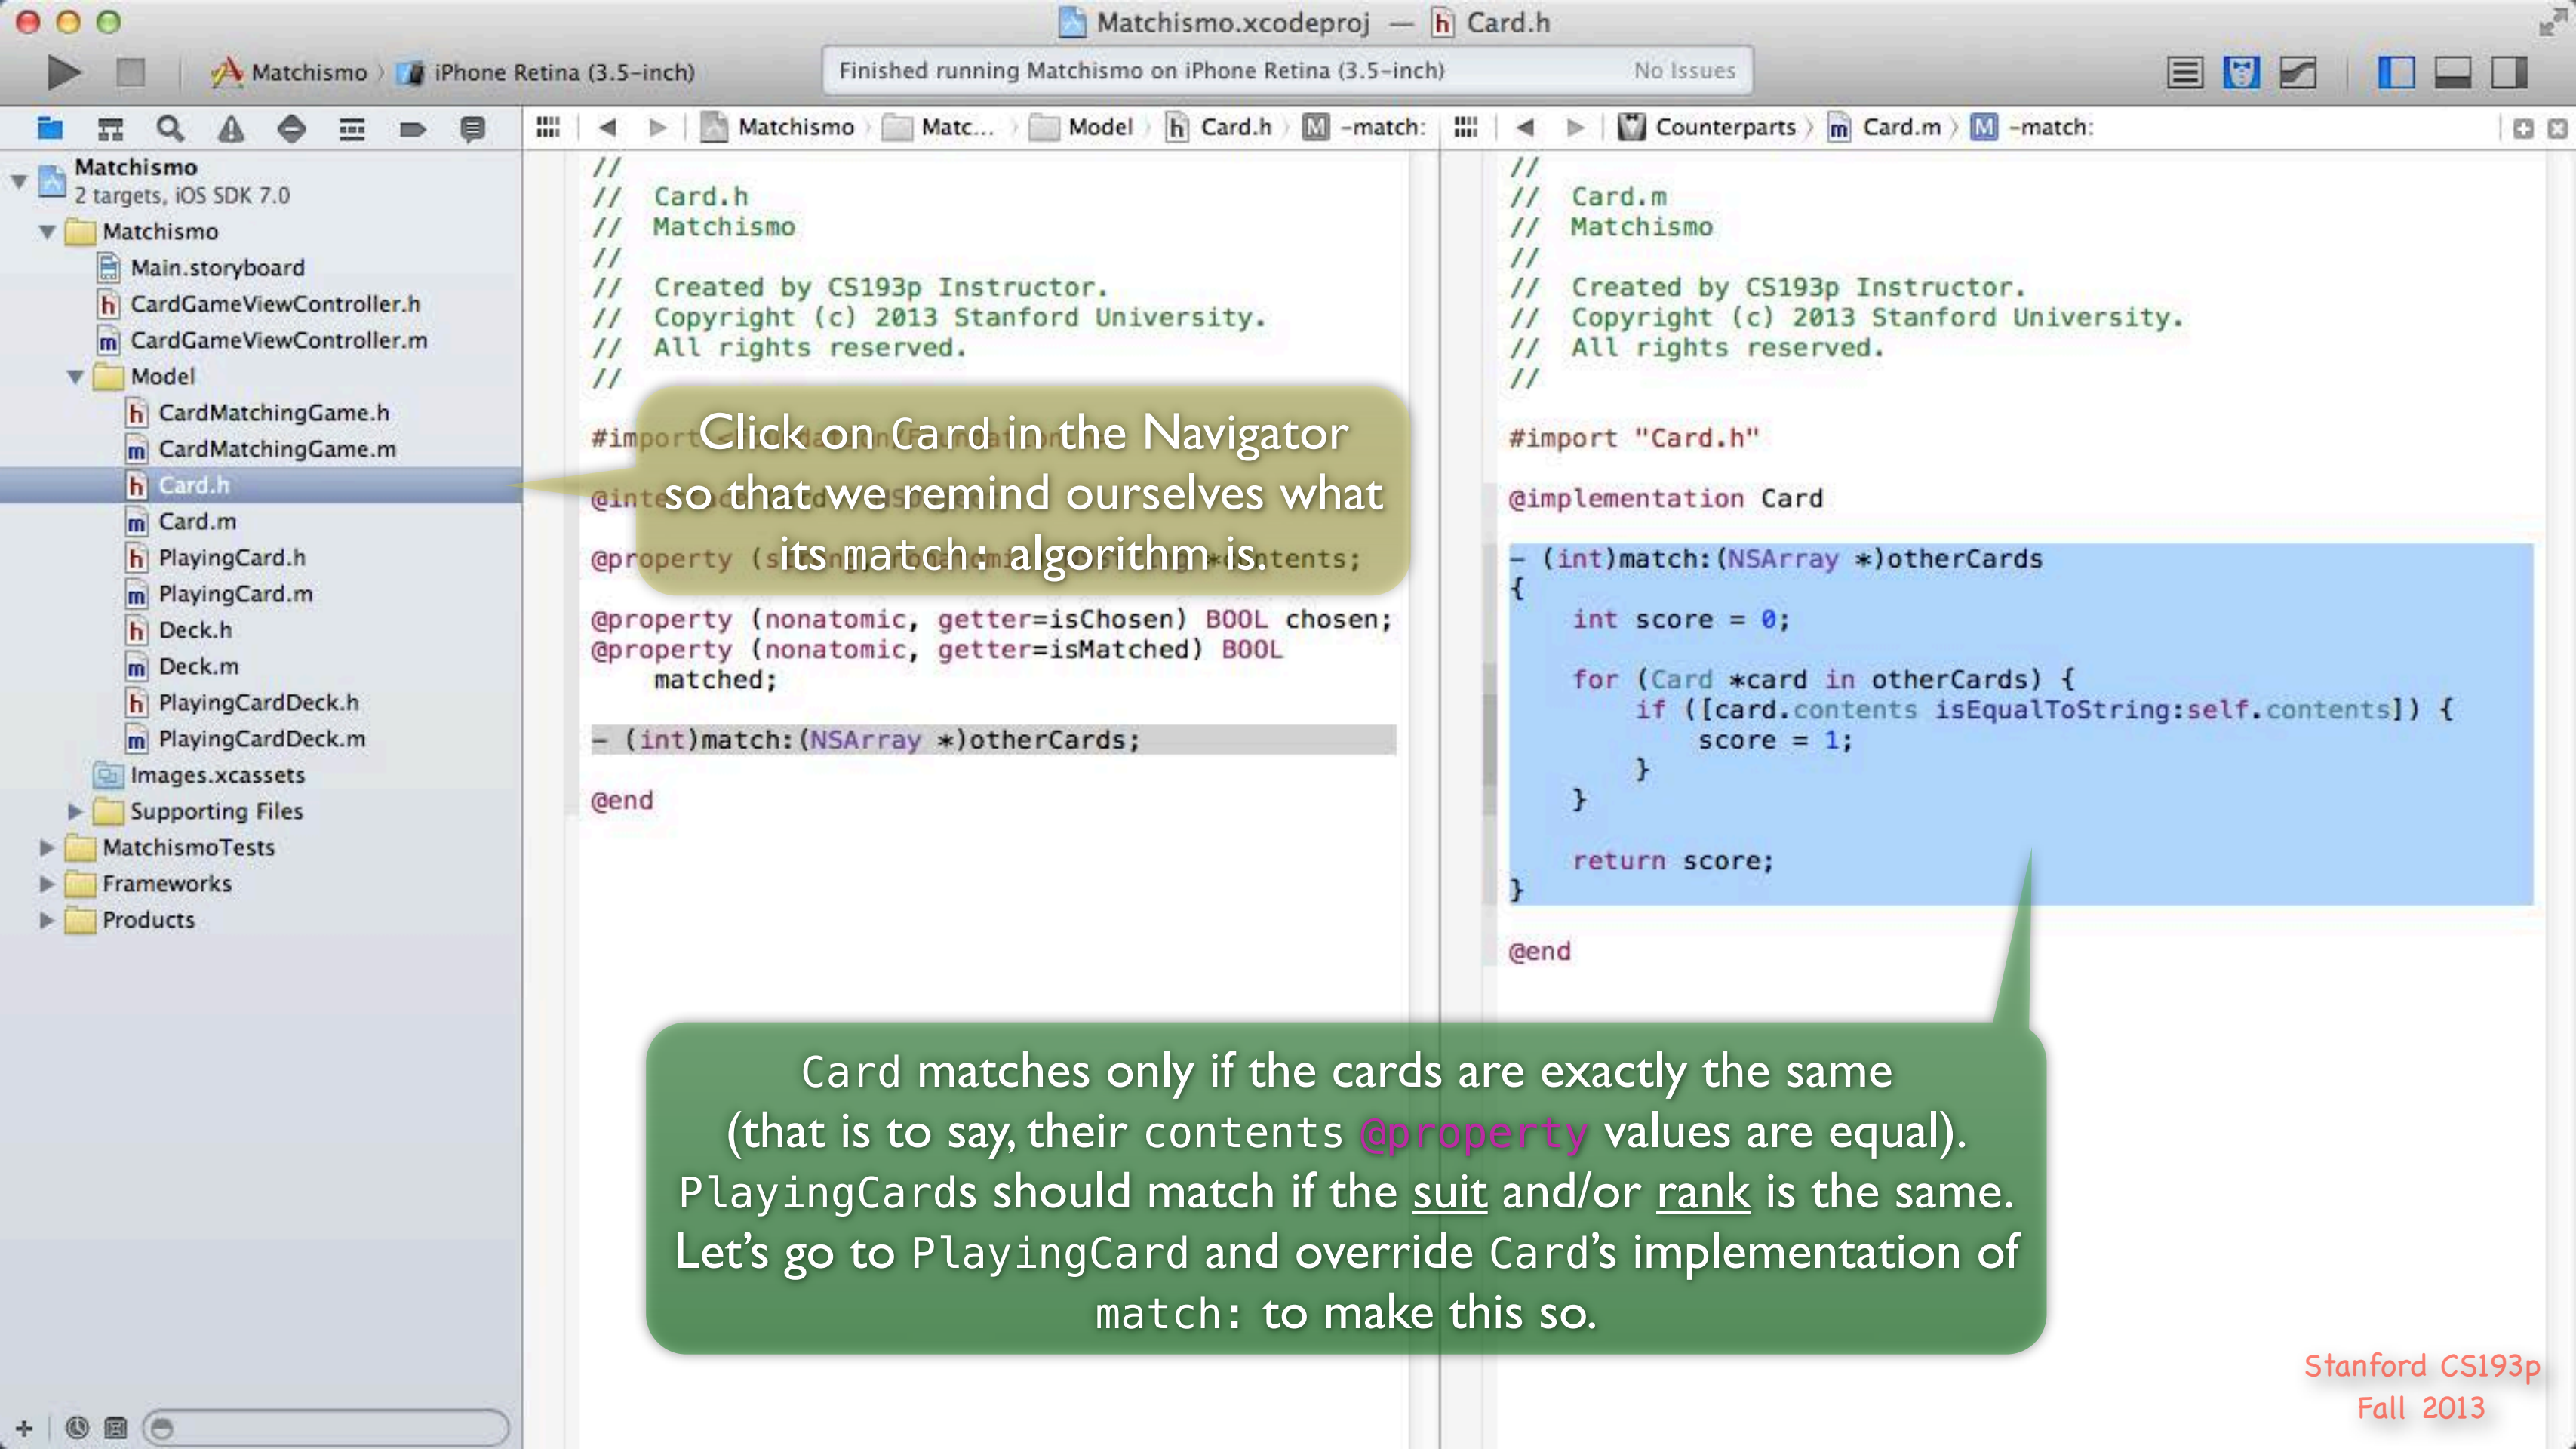 Matchismo.xcodeproj — h Card.h
Matchismo iPhone Retina (3.5-inch)
Finished running Matchismo on iPhone Retina (3.5-inch) No Issues
Matchismo Matc... Model h Card.h M -match:
Counterparts m Card.m M -match:
Matchismo
2 targets, iOS SDK 7.0
Matchismo
Main.storyboard
h CardGameViewController.h
m CardGameViewController.m
Model
h CardMatchingGame.h
m CardMatchingGame.m
h Card.h
m Card.m
h PlayingCard.h
m PlayingCard.m
h Deck.h
m Deck.m
h PlayingCardDeck.h
m PlayingCardDeck.m
Images.xcassets
Supporting Files
MatchismoTests
Frameworks
Products
//
// Card.h
// Matchismo
//
// Created by CS193p Instructor.
// Copyright (c) 2013 Stanford University.
// All rights reserved.
//
#import
@property *contents;
@property (nonatomic, getter=isChosen) BOOL chosen;
@property (nonatomic, getter=isMatched) BOOL
matched;
- (int)match:(NSArray *)otherCards;
@end
Click on Card in the Navigator
so that we remind ourselves what
its match: algorithm is.
//
// Card.m
// Matchismo
//
// Created by CS193p Instructor.
// Copyright (c) 2013 Stanford University.
// All rights reserved.
//
#import "Card.h"
@implementation Card
- (int)match:(NSArray *)otherCards
{
int score = 0;
for (Card *card in otherCards) {
if ([card.contents isEqualToString:self.contents]) {
score = 1;
}
}
return score;
}
@end
Card matches only if the cards are exactly the same
(that is to say, their contents @property values are equal).
PlayingCards should match if the suit and/or rank is the same.
Let's go to PlayingCard and override Card's implementation of
match: to make this so.
Stanford CS193p
Fall 2013